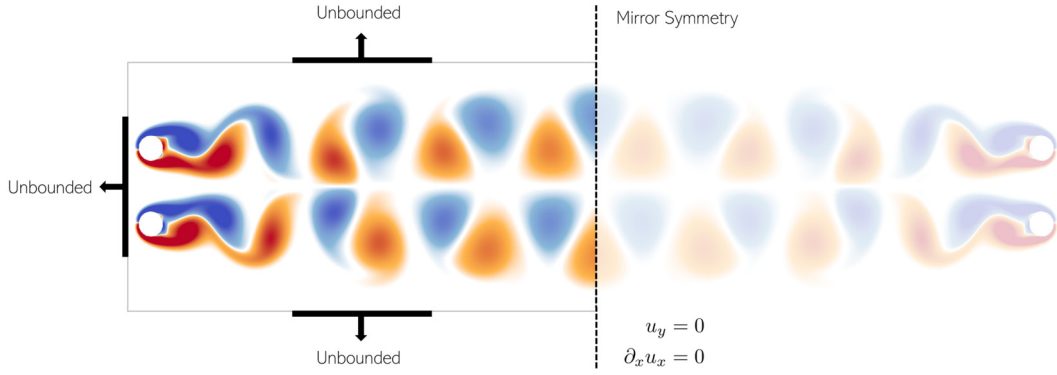 Unbounded
Mirror Symmetry
Unbounded
u_y = 0
∂_x u_x = 0
Unbounded